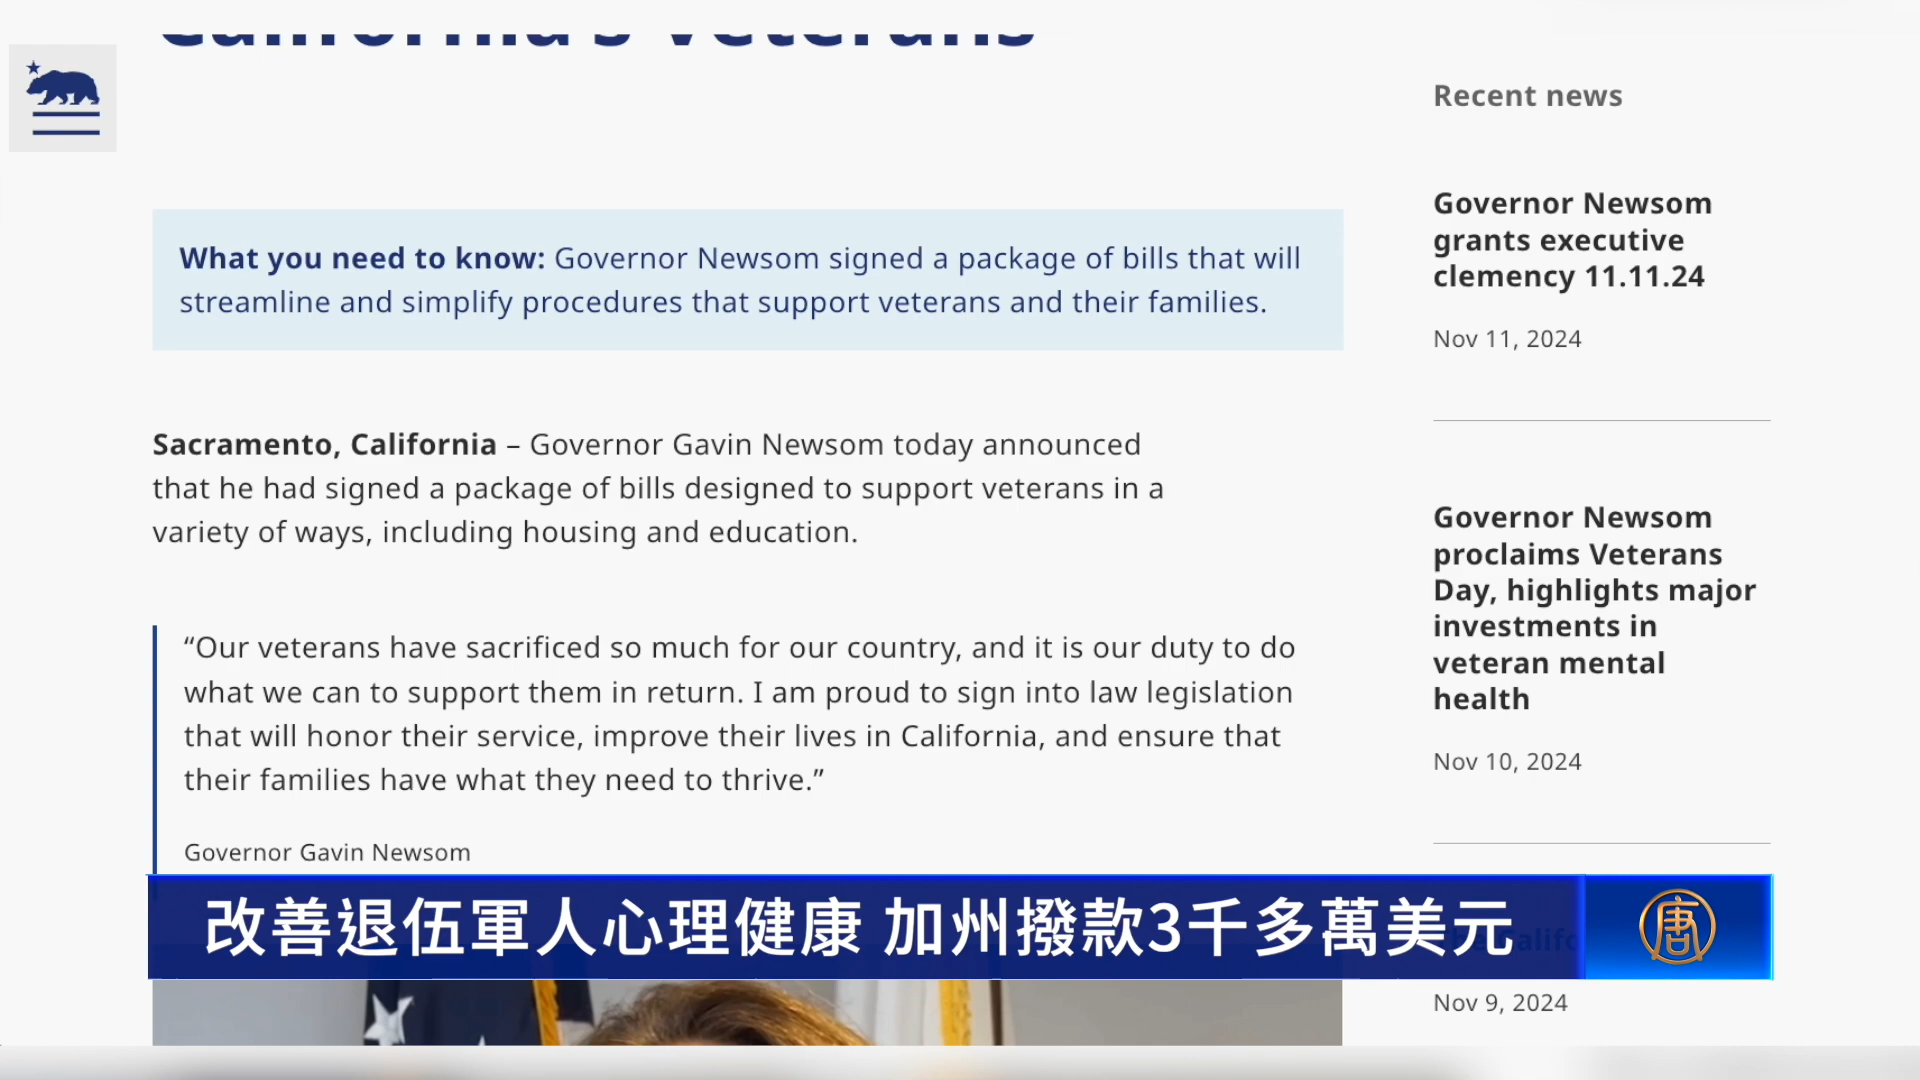 California's veterans
What you need to know: Governor Newsom signed a package of bills that will
streamline and simplify procedures that support veterans and their families.
Sacramento, California – Governor Gavin Newsom today announced
that he had signed a package of bills designed to support veterans in a
variety of ways, including housing and education.
“Our veterans have sacrificed so much for our country, and it is our duty to do
what we can to support them in return. I am proud to sign into law legislation
that will honor their service, improve their lives in California, and ensure that
their families have what they need to thrive.”
Governor Gavin Newsom
Recent news
Governor Newsom
grants executive
clemency 11.11.24
Nov 11, 2024
Governor Newsom
proclaims Veterans
Day, highlights major
investments in
veteran mental
health
Nov 10, 2024
Nov 9, 2024
改善退伍軍人心理健康 加州撥款3千多萬美元
唐